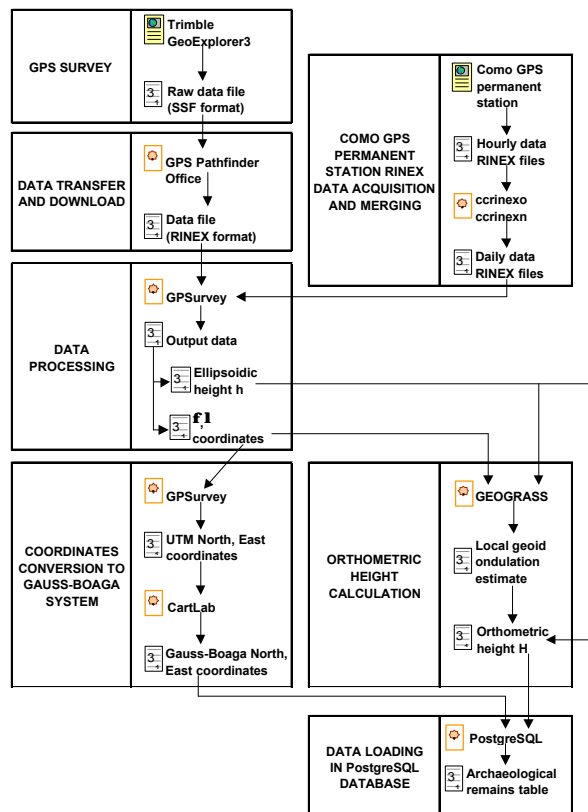 GPS SURVEY
Trimble
GeoExplorer3
Raw data file
(SSF format)
DATA TRANSFER
AND DOWNLOAD
GPS Pathfinder
Office
Data file
(RINEX format)
COMO GPS
PERMANENT
STATION RINEX
DATA ACQUISITION
AND MERGING
Como GPS
permanent
station
Hourly data
RINEX files
ccrinexo
ccrinexn
Daily data
RINEX files
DATA
PROCESSING
GPSurvey
Output data
Ellipsoidic
height h
f,l
coordinates
COORDINATES
CONVERSION TO
GAUSS-BOAGA
SYSTEM
GPSurvey
UTM North, East
coordinates
CartLab
Gauss-Boaga North,
East coordinates
ORTHOMETRIC
HEIGHT
CALCULATION
GEOGRASS
Local geoid
ondulation
estimate
Orthometric
height H
DATA LOADING
IN PostgreSQL
DATABASE
PostgreSQL
Archaeological
remains table